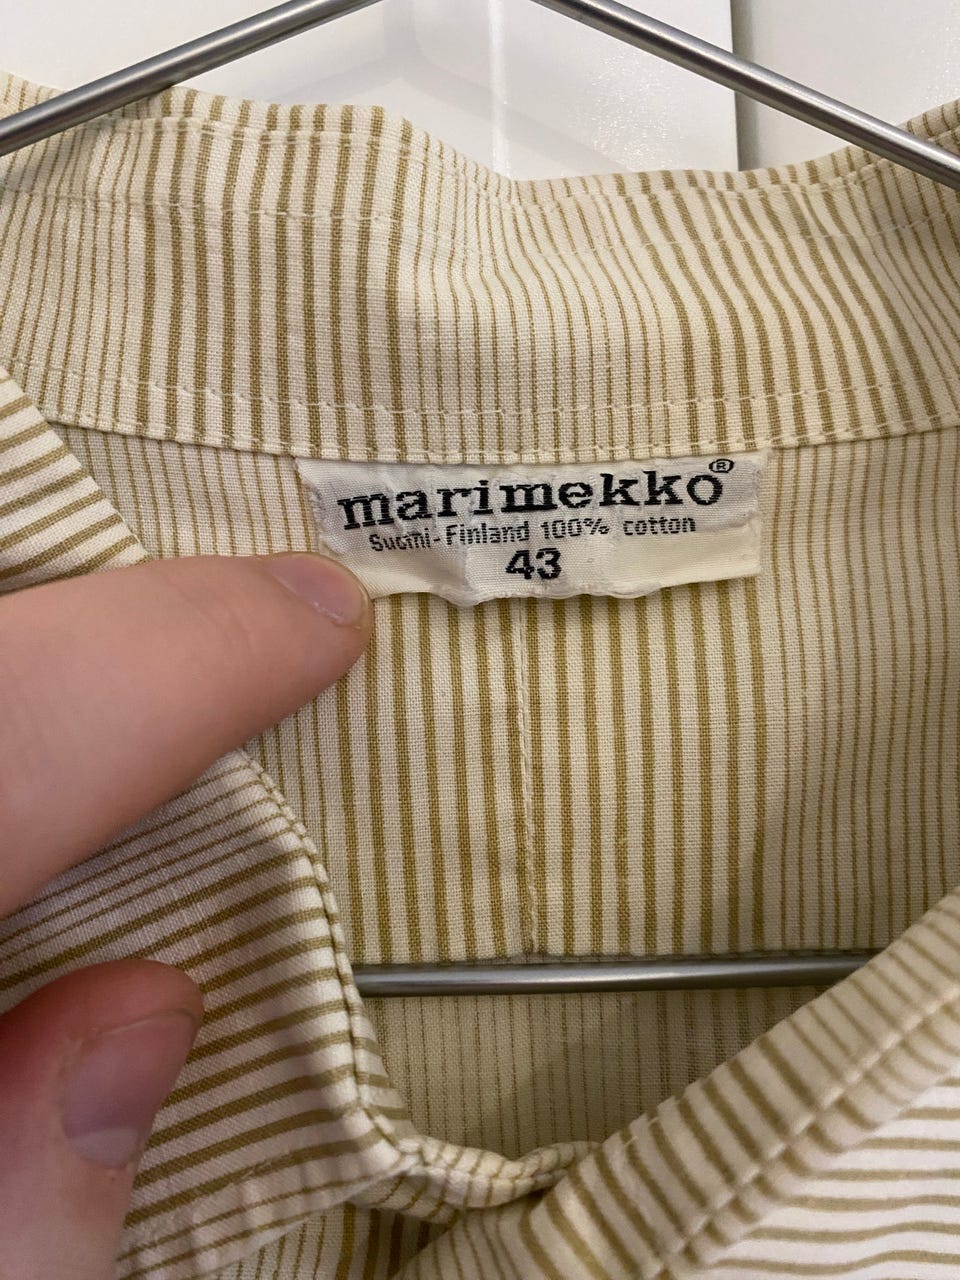 marimekko®
Suomi-Finland 100% cotton
43